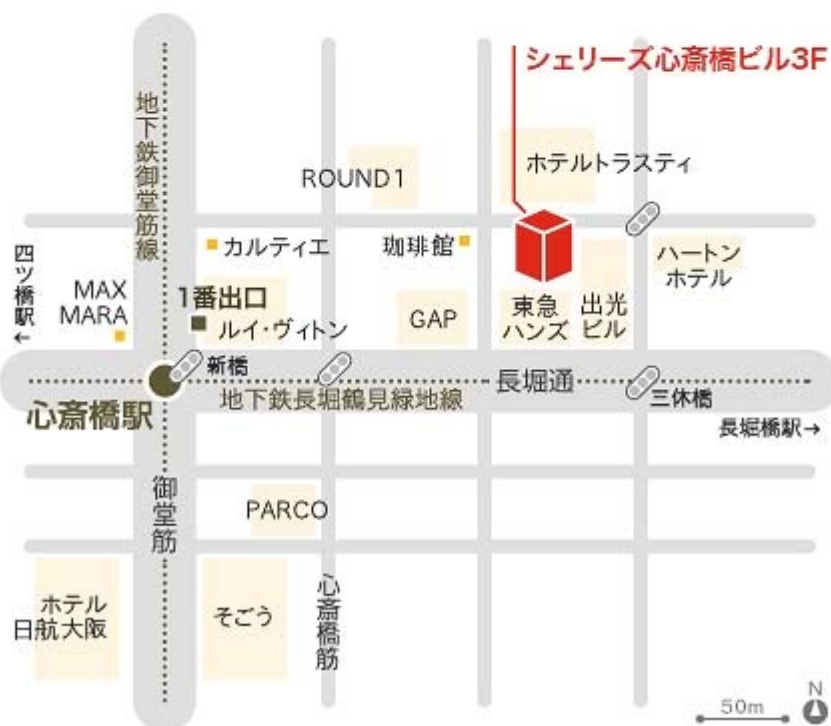 シェリーズ心斎橋ビル3F
地下鉄御堂筋線
ROUND1
ホテルトラスティ
四ツ橋駅←
MAX
MARA
カルティエ
珈琲館
ハートン
ホテル
1番出口
ルイ・ヴィトン
GAP
東急
ハンズ
出光
ビル
新橋
心斎橋駅
地下鉄長堀鶴見緑地線
長堀通
三休橋
長堀橋駅→
御堂筋
PARCO
ホテル
日航大阪
そごう
心斎橋筋
50m
N